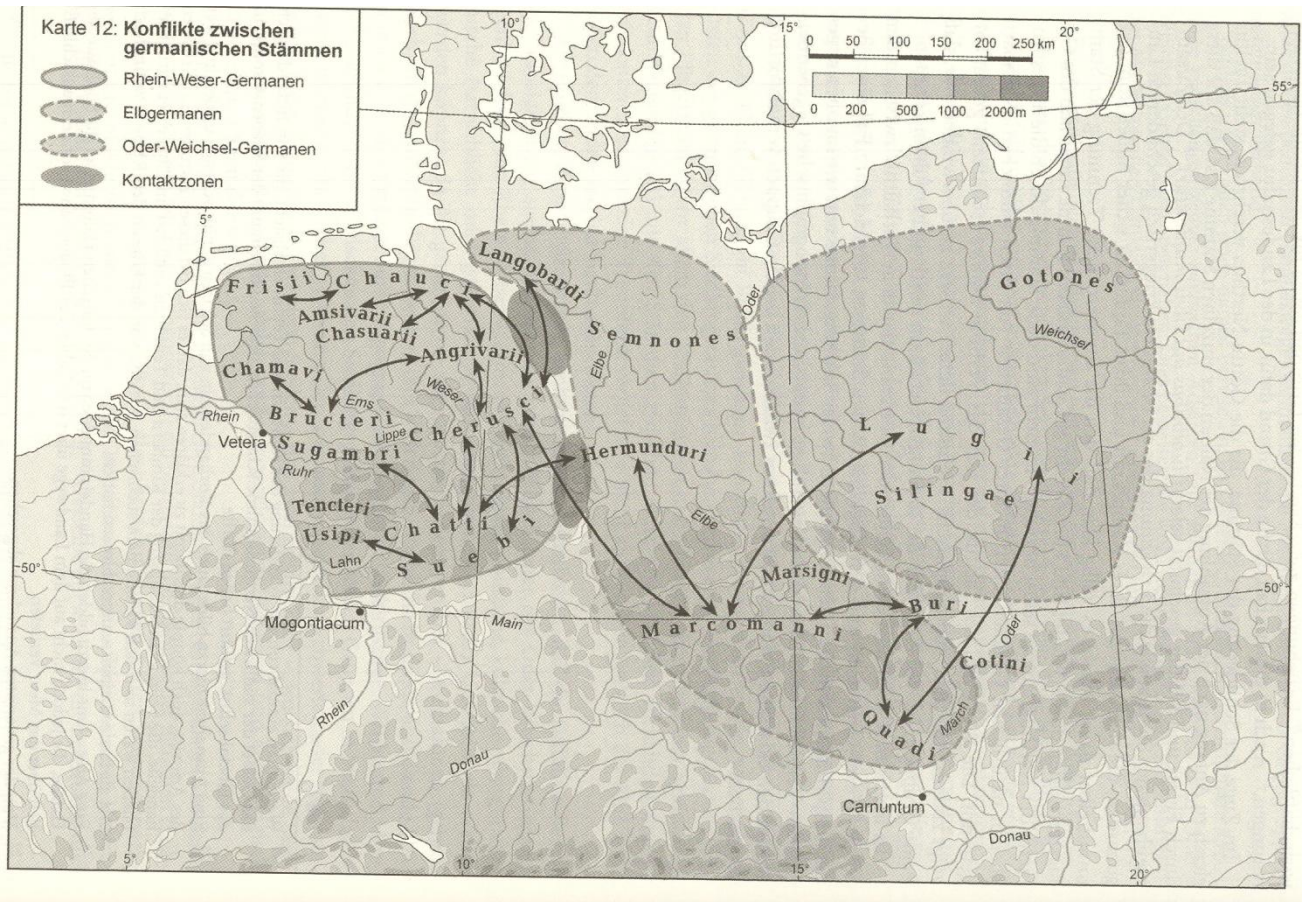 Karte 12: Konflikte zwischen
germanischen Stämmen
Rhein-Weser-Germanen
Elbgermanen
Oder-Weichsel-Germanen
Kontaktzonen
10°
15°
20°
0 50 100 150 200 250 km
0 200 500 1000 2000 m
55°
5°
Langobardi
Frisii Chauci
Amsivarii
Chasuarii
Semnones
Oder
Gotones
Weichsel
Angrivarii
Elbe
Chamavi
Ems
Weser
Rhein
Bructeri
Lippe
Cherusci
Vetera
Sugambri
Ruhr
Hermunduri
Lugii
Silingae
Tencteri
Usipi
Chatti
Elbe
Lahn
Suebi
50°
Marsigni
50°
Mogontiacum
Main
Marcomanni
Buri
Oder
Cotini
Rhein
Quadi
March
Donau
Carnuntum
Donau
5°
10°
15°
20°